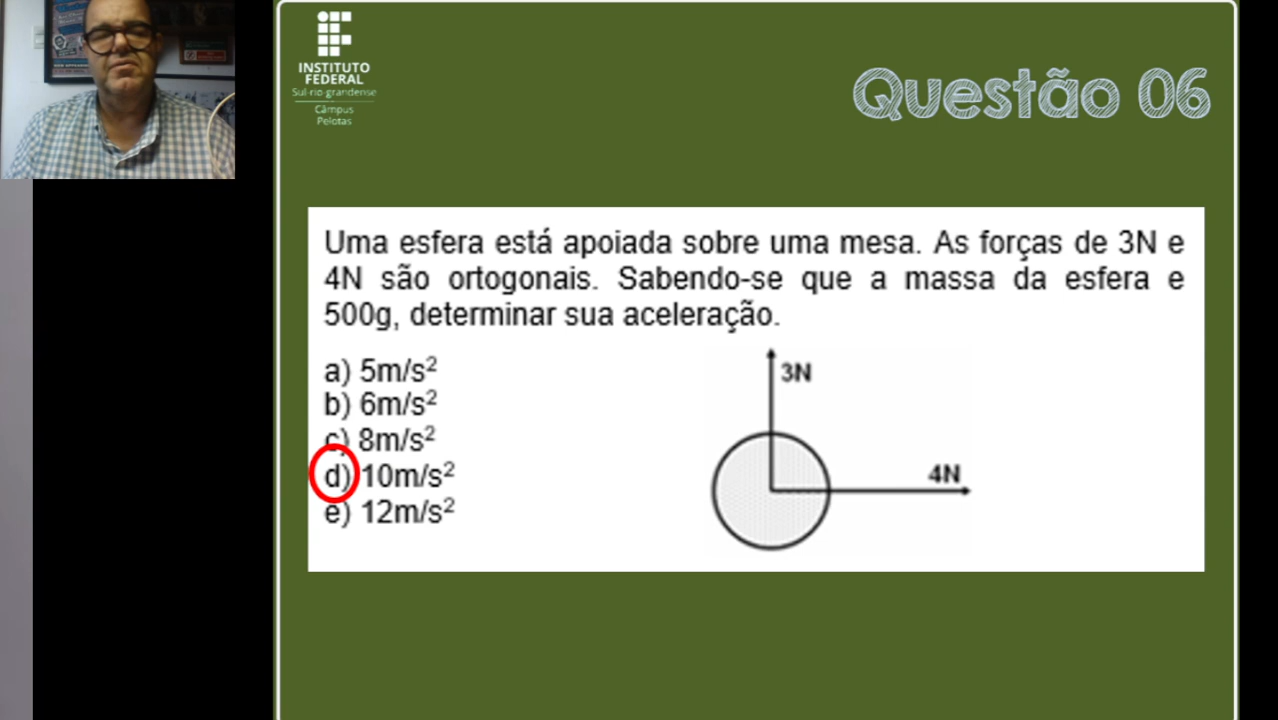 INSTITUTO
FEDERAL
Sul-rio-grandense
Câmpus
Pelotas
Questão 06
Uma esfera está apoiada sobre uma mesa. As forças de 3N e
4N são ortogonais. Sabendo-se que a massa da esfera e
500g, determinar sua aceleração.
a) 5m/s²
b) 6m/s²
c) 8m/s²
d) 10m/s²
e) 12m/s²
3N
4N